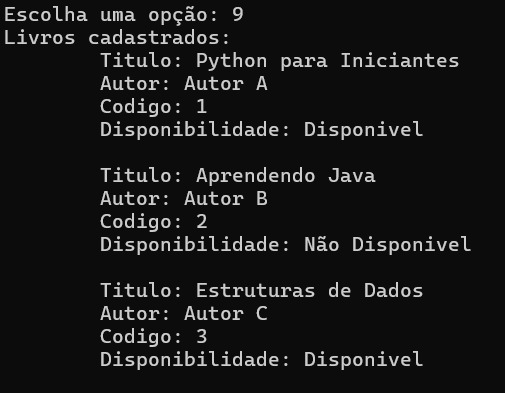 Escolha uma opção: 9
Livros cadastrados:
Titulo: Python para Iniciantes
Autor: Autor A
Codigo: 1
Disponibilidade: Disponivel
Titulo: Aprendendo Java
Autor: Autor B
Codigo: 2
Disponibilidade: Não Disponivel
Titulo: Estruturas de Dados
Autor: Autor C
Codigo: 3
Disponibilidade: Disponivel